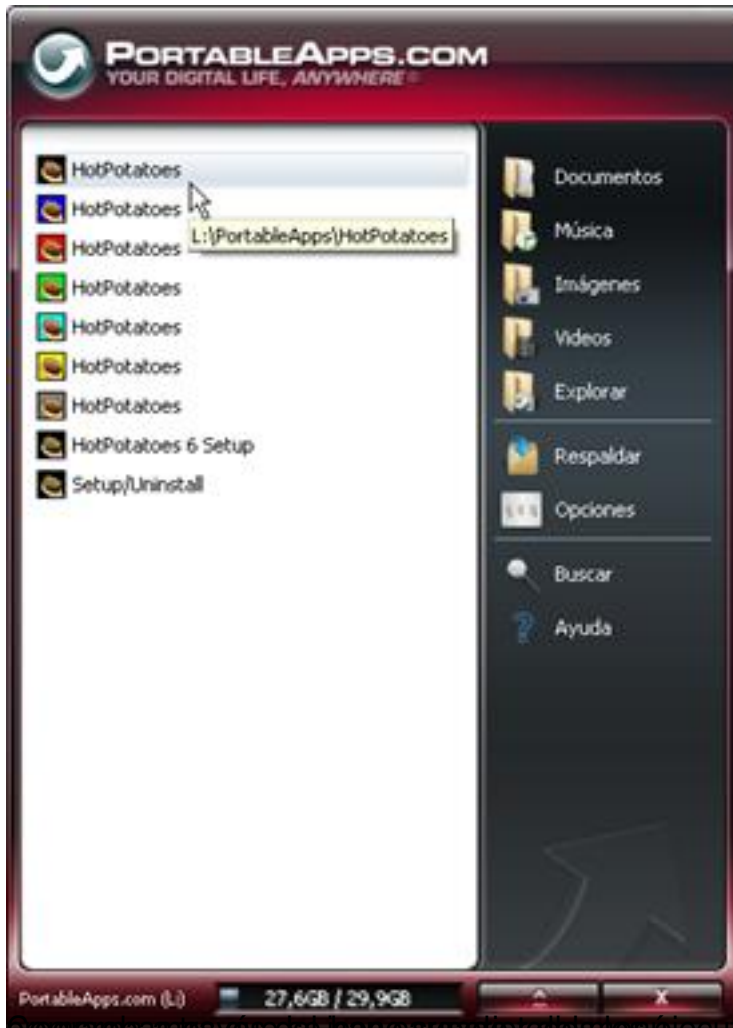 PORTABLEAPPS.COM
YOUR DIGITAL LIFE, ANYWHERE®
HotPotatoes
HotPotatoes
L:\PortableApps\HotPotatoes
HotPotatoes
HotPotatoes
HotPotatoes
HotPotatoes
HotPotatoes
HotPotatoes 6 Setup
Setup/Uninstall
Documentos
Música
Imágenes
Videos
Explorar
Respaldar
Opciones
Buscar
Ayuda
PortableApps.com (L:)
27,6GB / 29,9GB
X